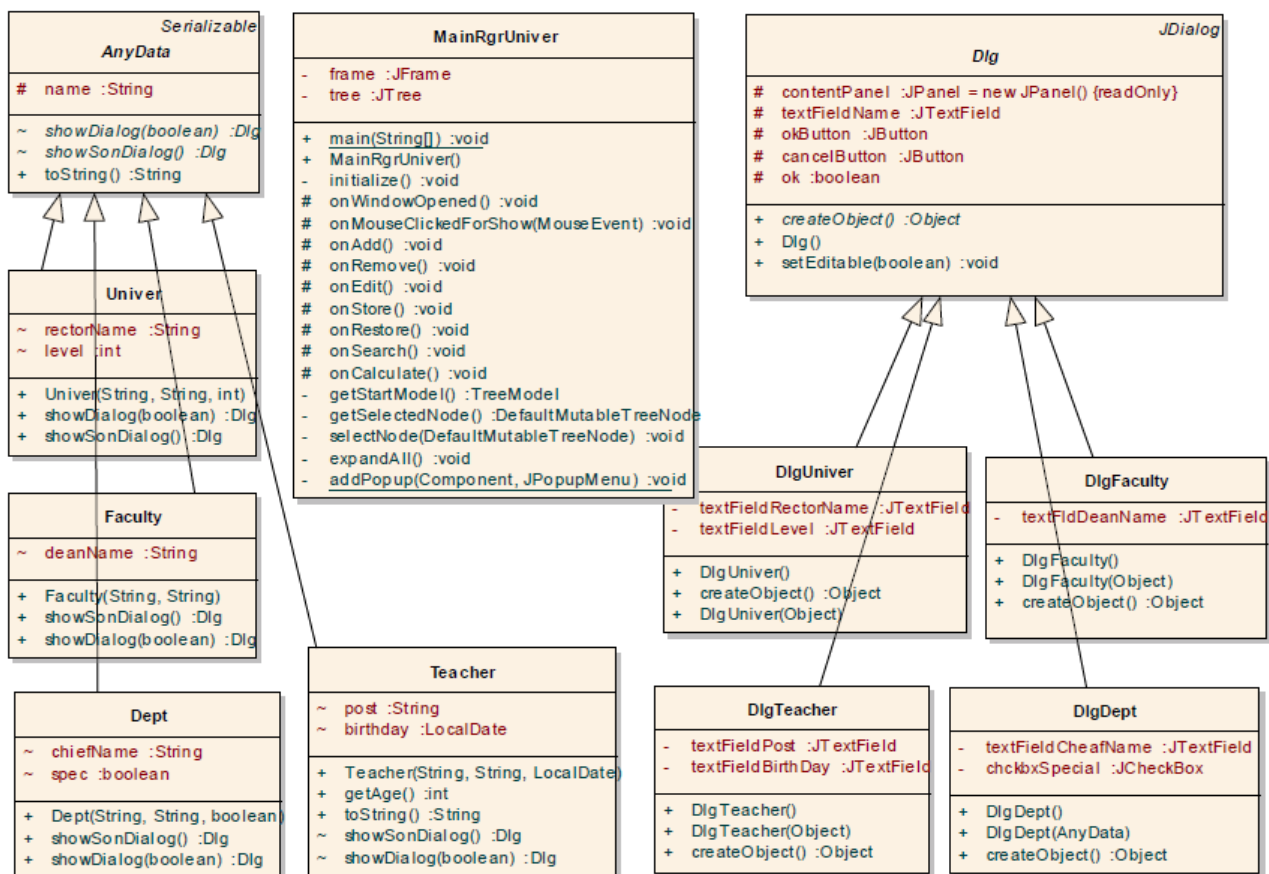 Serializable
AnyData
# name :String
~ showDialog(boolean) :Dlg
~ showSonDialog() :Dlg
+ toString() :String
Univer
~ rectorName :String
~ level :int
+ Univer(String, String, int)
+ showDialog(boolean) :Dlg
+ showSonDialog() :Dlg
Faculty
~ deanName :String
+ Faculty(String, String)
+ showSonDialog() :Dlg
+ showDialog(boolean) :Dlg
Dept
~ chiefName :String
~ spec :boolean
+ Dept(String, String, boolean)
+ showSonDialog() :Dlg
+ showDialog(boolean) :Dlg
MainRgrUniver
- frame :JFrame
- tree :JTree
+ main(String[]) :void
+ MainRgrUniver()
- initialize() :void
# onWindowOpened() :void
# onMouseClickedForShow(MouseEvent) :void
# onAdd() :void
# onRemove() :void
# onEdit() :void
# onStore() :void
# onRestore() :void
# onSearch() :void
# onCalculate() :void
- getStartModel() :TreeModel
- getSelectedNode() :DefaultMutableTreeNode
- selectNode(DefaultMutableTreeNode) :void
- expandAll() :void
- addPopup(Component, JPopupMenu) :void
Teacher
~ post :String
~ birthday :LocalDate
+ Teacher(String, String, LocalDate)
+ getAge() :int
+ toString() :String
~ showSonDialog() :Dlg
~ showDialog(boolean) :Dlg
JDialog
Dlg
# contentPanel :JPanel = new JPanel() {readOnly}
# textFieldName :JTextField
# okButton :JButton
# cancelButton :JButton
# ok :boolean
+ createObject() :Object
+ Dlg()
+ setEditable(boolean) :void
DlgUniver
- textFieldRectorName :JTextField
- textFieldLevel :JTextField
+ DlgUniver()
+ createObject() :Object
+ DlgUniver(Object)
DlgFaculty
- textFldDeanName :JTextField
+ DlgFaculty()
+ DlgFaculty(Object)
+ createObject() :Object
DlgTeacher
- textFieldPost :JTextField
- textFieldBirthDay :JTextField
+ DlgTeacher()
+ DlgTeacher(Object)
+ createObject() :Object
DlgDept
- textFieldCheafName :JTextField
- chckbxSpecial :JCheckBox
+ DlgDept()
+ DlgDept(AnyData)
+ createObject() :Object